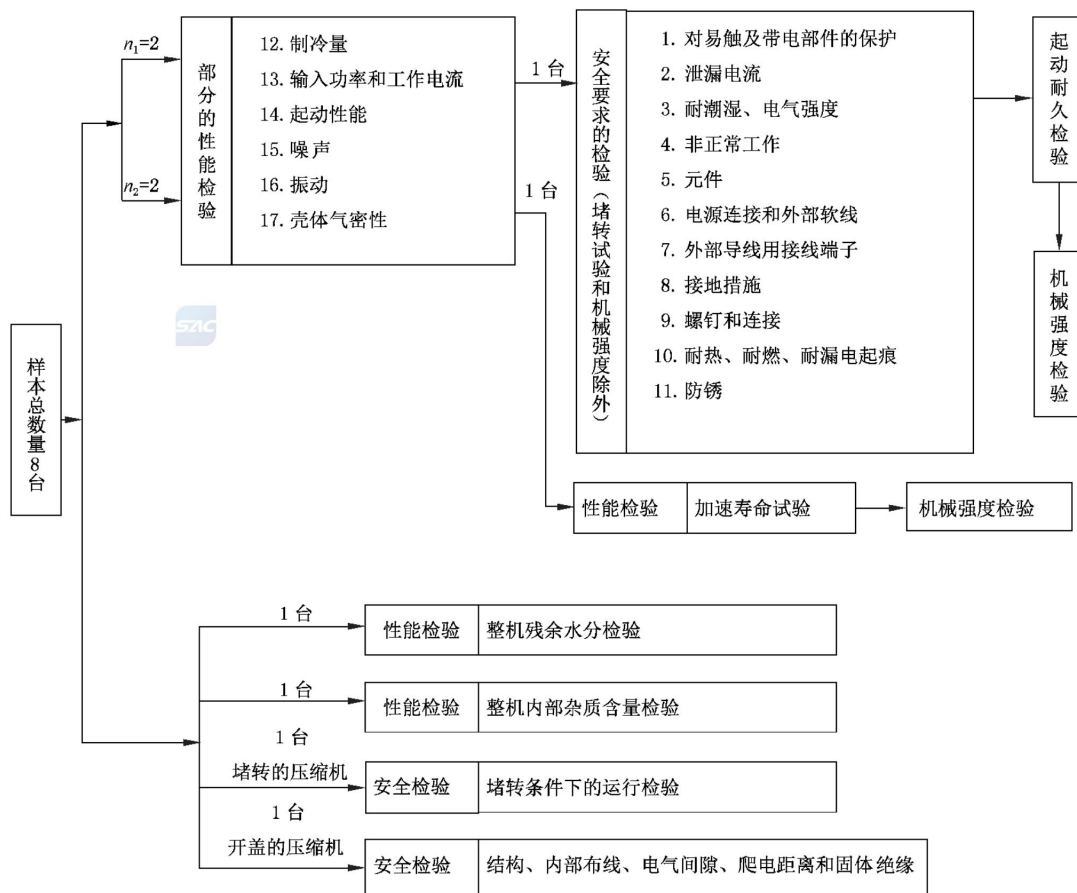 样本总数量8台
n₁=2
n₂=2
部分的性能检验
12. 制冷量
13. 输入功率和工作电流
14. 起动性能
15. 噪声
16. 振动
17. 壳体气密性
SAC
1 台
1 台
安全要求的检验（堵转试验和机械强度除外）
1. 对易触及带电部件的保护
2. 泄漏电流
3. 耐潮湿、电气强度
4. 非正常工作
5. 元件
6. 电源连接和外部软线
7. 外部导线用接线端子
8. 接地措施
9. 螺钉和连接
10. 耐热、耐燃、耐漏电起痕
11. 防锈
起动耐久检验
机械强度检验
性能检验
加速寿命试验
机械强度检验
1 台
性能检验
整机残余水分检验
1 台
性能检验
整机内部杂质含量检验
1 台
堵转的压缩机
安全检验
堵转条件下的运行检验
1 台
开盖的压缩机
安全检验
结构、内部布线、电气间隙、爬电距离和固体绝缘